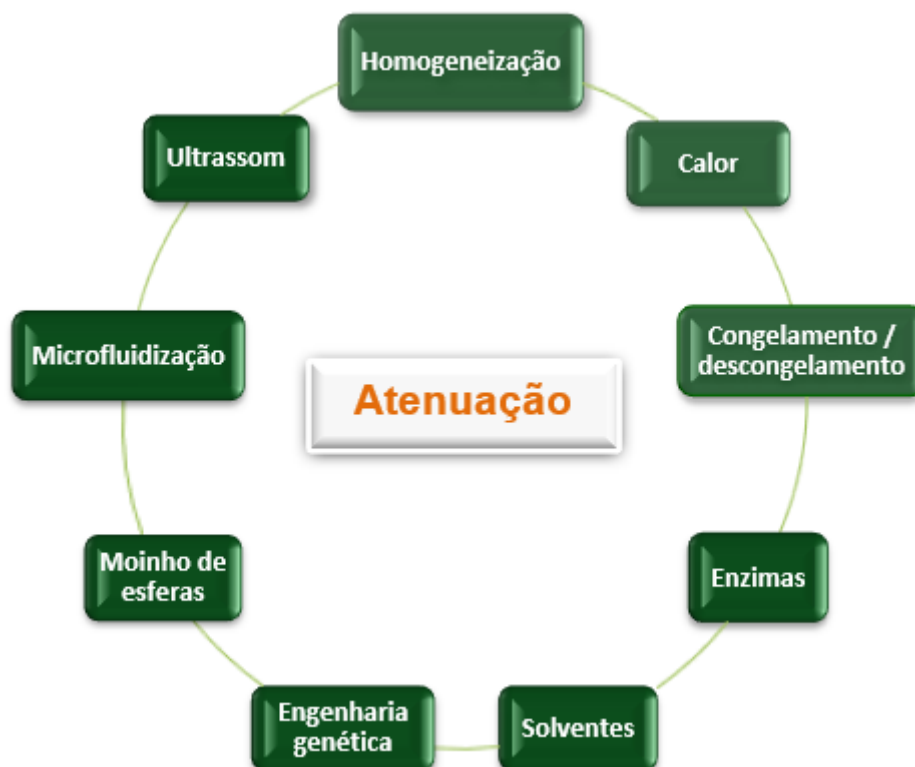 Homogeneização
Calor
Congelamento /
descongelamento
Enzimas
Solventes
Engenharia
genética
Moinho de
esferas
Microfluidização
Ultrassom
Atenuação